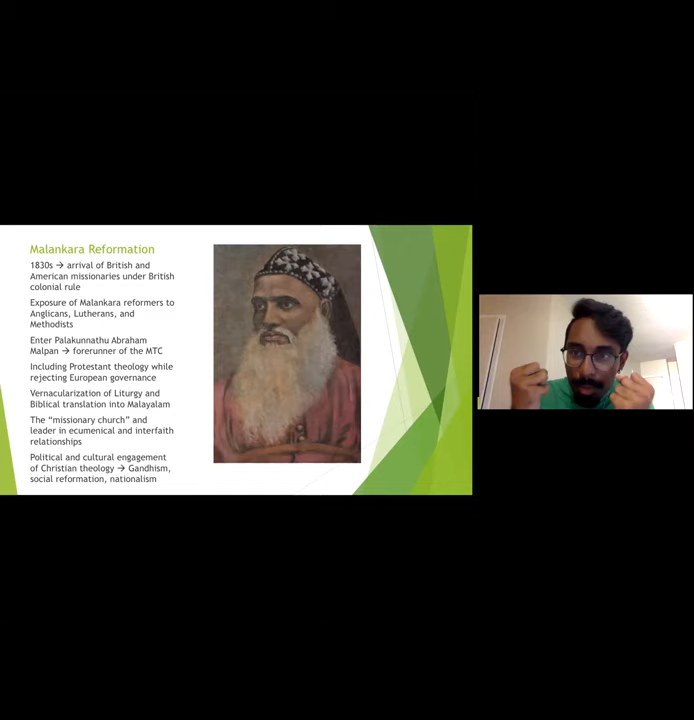 Malankara Reformation
1830s → arrival of British and
American missionaries under British
colonial rule
Exposure of Malankara reformers to
Anglicans, Lutherans, and
Methodists
Enter Palakunnathu Abraham
Malpan → forerunner of the MTC
Including Protestant theology while
rejecting European governance
Vernacularization of Liturgy and
Biblical translation into Malayalam
The “missionary church” and
leader in ecumenical and interfaith
relationships
Political and cultural engagement
of Christian theology → Gandhism,
social reformation, nationalism